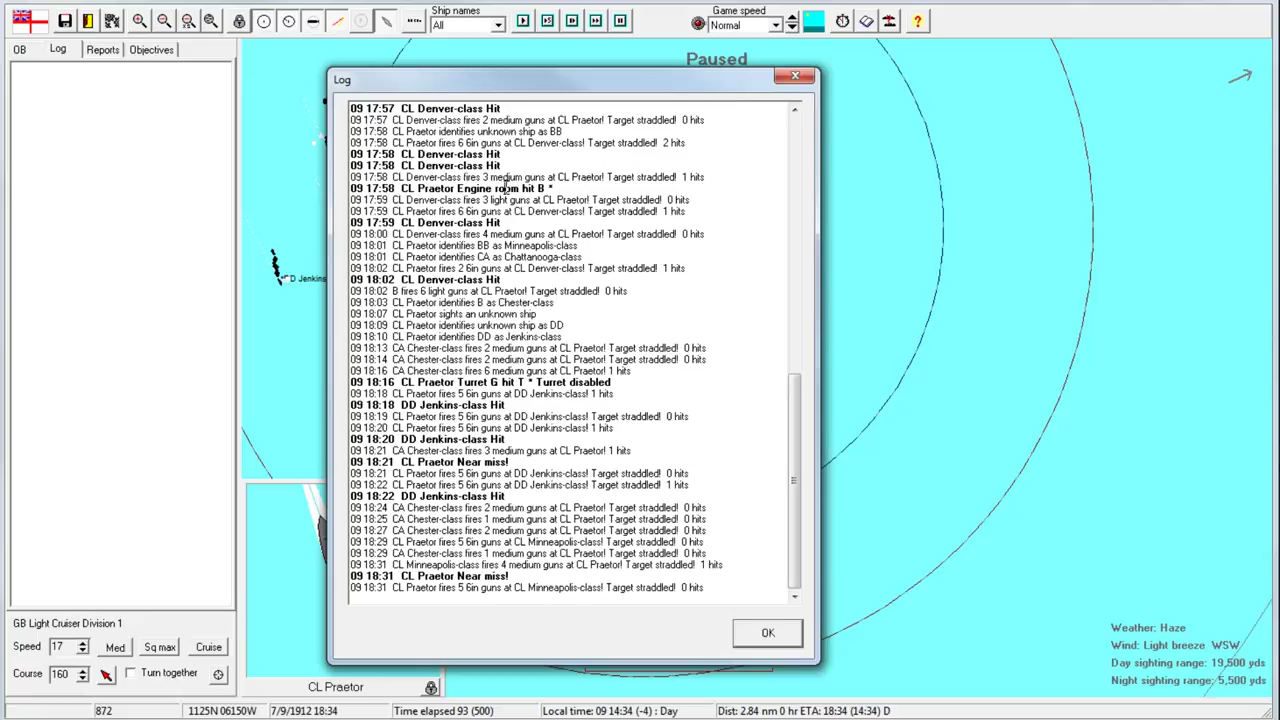 Ship names
All
Game speed
Normal
OB
Log
Reports
Objectives
Paused
Log
09 17:57 CL Denver-class Hit
09 17:57 CL Denver-class fires 2 medium guns at CL Praetor! Target straddled! 0 hits
09 17:58 CL Praetor identifies unknown ship as BB
09 17:58 CL Praetor fires 6 6in guns at CL Denver-class! Target straddled! 2 hits
09 17:58 CL Denver-class Hit
09 17:58 CL Denver-class Hit
09 17:58 CL Denver-class fires 3 medium guns at CL Praetor! Target straddled! 1 hits
09 17:58 CL Praetor Engine room hit B *
09 17:59 CL Denver-class fires 3 light guns at CL Praetor! Target straddled! 0 hits
09 17:59 CL Praetor fires 6 6in guns at CL Denver-class! Target straddled! 1 hits
09 17:59 CL Denver-class Hit
09 18:00 CL Denver-class fires 4 medium guns at CL Praetor! Target straddled! 0 hits
09 18:01 CL Praetor identifies BB as Minneapolis-class
09 18:01 CL Praetor identifies CA as Chattanooga-class
09 18:02 CL Praetor fires 2 6in guns at CL Denver-class! Target straddled! 1 hits
09 18:02 CL Denver-class Hit
09 18:02 B fires 6 light guns at CL Praetor! Target straddled! 0 hits
09 18:03 CL Praetor identifies B as Chester-class
09 18:07 CL Praetor sights an unknown ship
09 18:09 CL Praetor identifies unknown ship as DD
09 18:10 CL Praetor identifies DD as Jenkins-class
09 18:13 CA Chester-class fires 2 medium guns at CL Praetor! Target straddled! 0 hits
09 18:14 CA Chester-class fires 2 medium guns at CL Praetor! Target straddled! 0 hits
09 18:16 CA Chester-class fires 6 medium guns at CL Praetor! 1 hits
09 18:16 CL Praetor Turret G hit T * Turret disabled
09 18:18 CL Praetor fires 5 6in guns at DD Jenkins-class! 1 hits
09 18:18 DD Jenkins-class Hit
09 18:19 CL Praetor fires 5 6in guns at DD Jenkins-class! Target straddled! 0 hits
09 18:20 CL Praetor fires 5 6in guns at DD Jenkins-class! 1 hits
09 18:20 DD Jenkins-class Hit
09 18:21 CA Chester-class fires 3 medium guns at CL Praetor! 1 hits
09 18:21 CL Praetor Near miss!
09 18:21 CL Praetor fires 5 6in guns at DD Jenkins-class! Target straddled! 0 hits
09 18:22 CL Praetor fires 5 6in guns at DD Jenkins-class! Target straddled! 1 hits
09 18:22 DD Jenkins-class Hit
09 18:24 CA Chester-class fires 2 medium guns at CL Praetor! Target straddled! 0 hits
09 18:25 CA Chester-class fires 1 medium guns at CL Praetor! Target straddled! 0 hits
09 18:27 CA Chester-class fires 2 medium guns at CL Praetor! Target straddled! 0 hits
09 18:29 CL Praetor fires 5 6in guns at CL Minneapolis-class! Target straddled! 0 hits
09 18:29 CA Chester-class fires 1 medium guns at CL Praetor! Target straddled! 0 hits
09 18:31 CL Minneapolis-class fires 4 medium guns at CL Praetor! Target straddled! 1 hits
09 18:31 CL Praetor Near miss!
09 18:31 CL Praetor fires 5 6in guns at CL Minneapolis-class! Target straddled! 0 hits
OK
D Jenkins
GB Light Cruiser Division 1
Speed 17 Med Sq max Cruise
Course 160 Turn together
CL Praetor
Weather: Haze
Wind: Light breeze WSW
Day sighting range: 19,500 yds
Night sighting range: 5,500 yds
872 1125N 06150W 7/9/1912 18:34 Time elapsed 93 (500) Local time: 09 14:34 (-4) : Day Dist: 2.84 nm 0 hr ETA: 18:34 (14:34) D